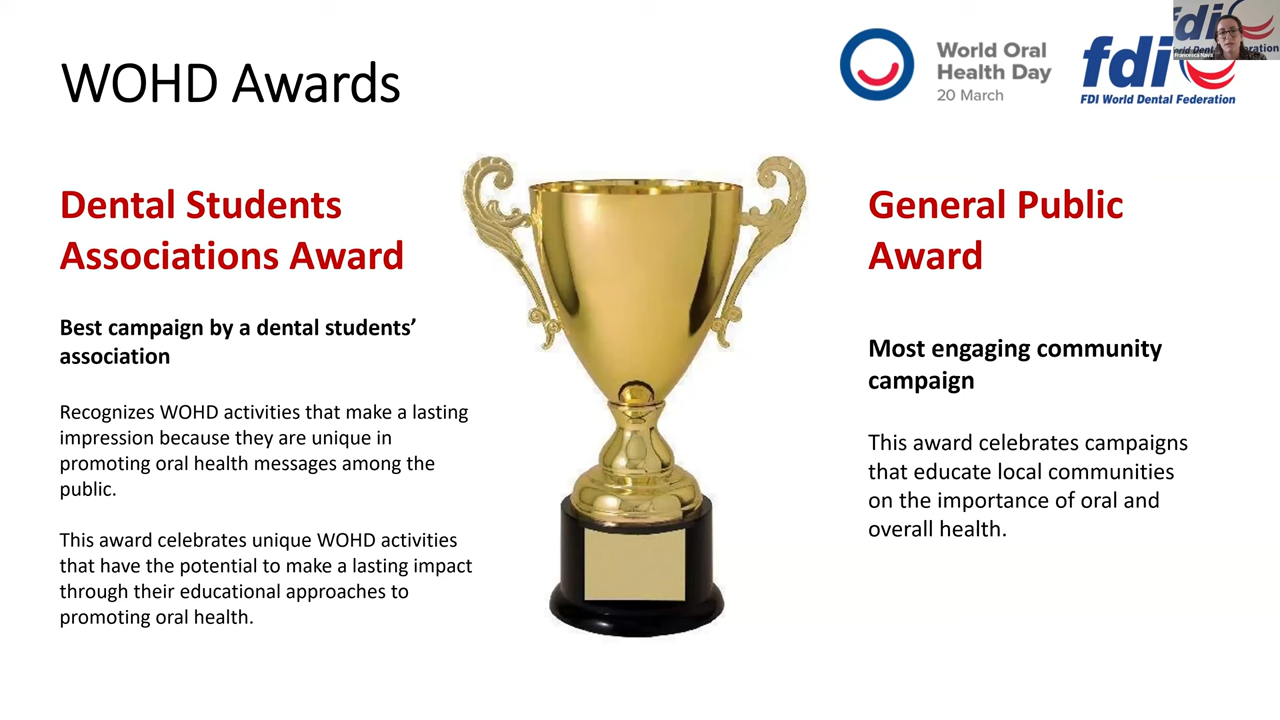 WOHD Awards
World Oral
Health Day
20 March
fdi
FDI World Dental Federation
fdi
World Dental Federation
Dental Students
Associations Award
Best campaign by a dental students’
association
Recognizes WOHD activities that make a lasting
impression because they are unique in
promoting oral health messages among the
public.
This award celebrates unique WOHD activities
that have the potential to make a lasting impact
through their educational approaches to
promoting oral health.
General Public
Award
Most engaging community
campaign
This award celebrates campaigns
that educate local communities
on the importance of oral and
overall health.